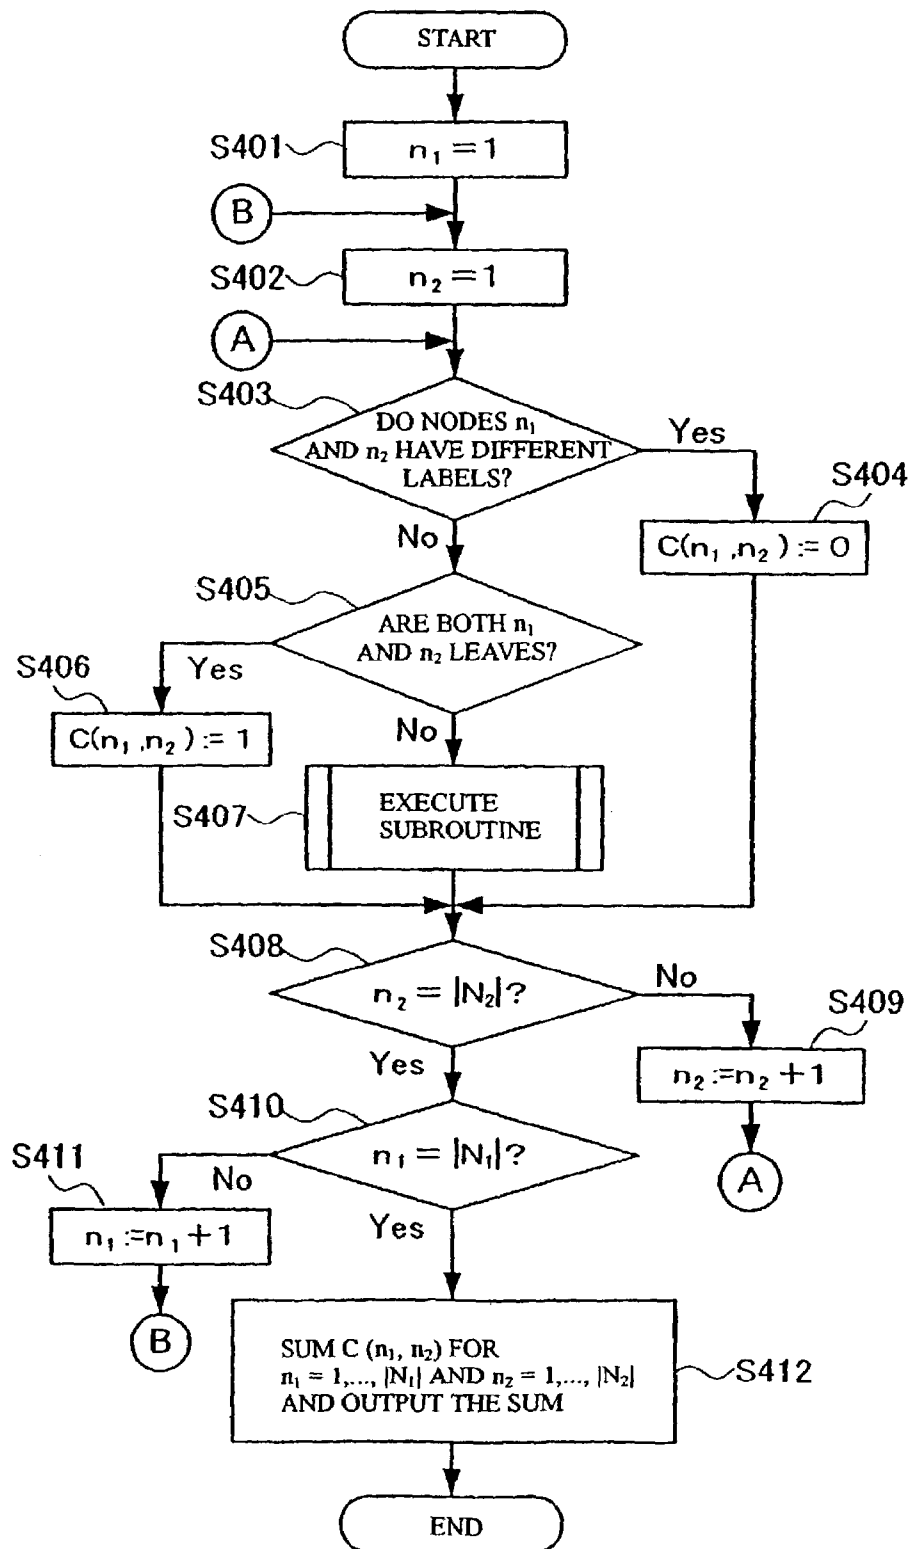 START
S401
n₁ = 1
B
S402
n₂ = 1
A
S403
DO NODES n₁
AND n₂ HAVE DIFFERENT
LABELS?
Yes
No
S404
C(n₁ ,n₂ ) := 0
S405
ARE BOTH n₁
AND n₂ LEAVES?
Yes
No
S406
C(n₁ ,n₂ ) := 1
S407
EXECUTE
SUBROUTINE
S408
n₂ = |N₂| ?
No
Yes
S409
n₂ :=n₂ + 1
A
S410
n₁ = |N₁| ?
No
Yes
S411
n₁ :=n₁ + 1
B
SUM C (n₁, n₂) FOR
n₁ = 1,..., |N₁| AND n₂ = 1,..., |N₂|
AND OUTPUT THE SUM
S412
END